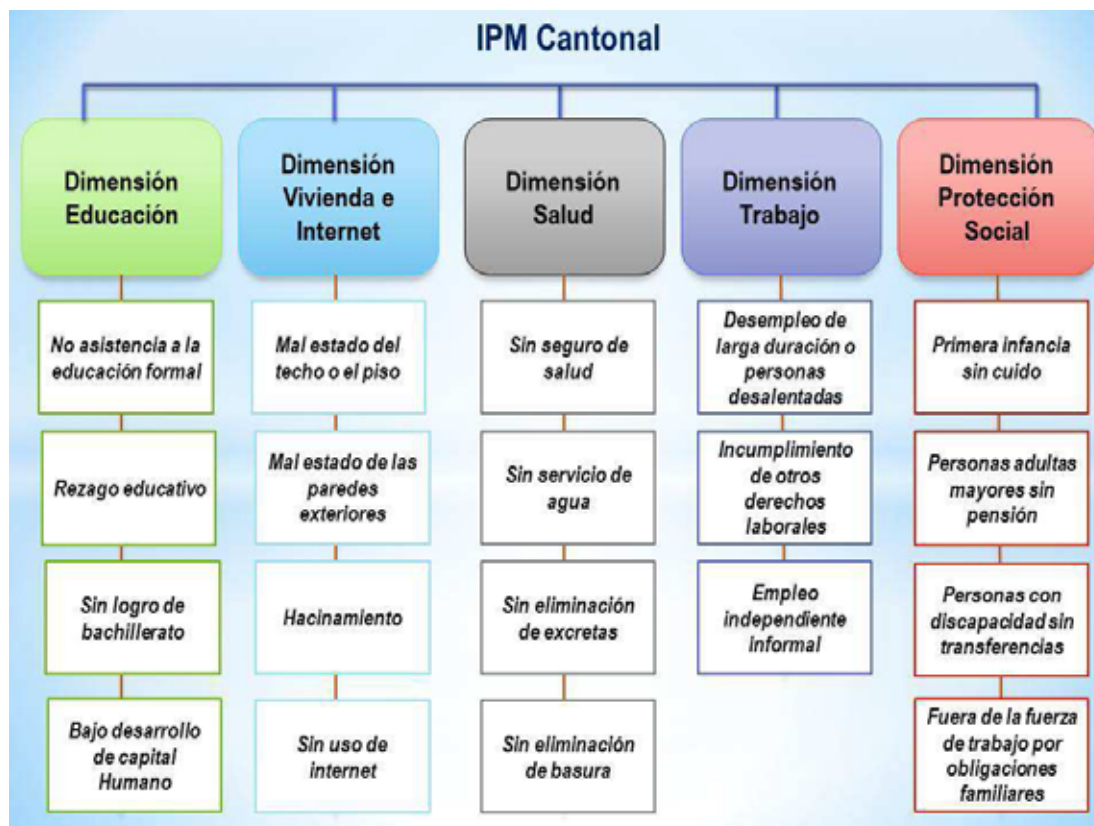 IPM Cantonal
Dimensión
Educación
No asistencia a la
educación formal
Rezago educativo
Sin logro de
bachillerato
Bajo desarrollo
de capital
Humano
Dimensión
Vivienda e
Internet
Mal estado del
techo o el piso
Mal estado de las
paredes
exteriores
Hacinamiento
Sin uso de
internet
Dimensión
Salud
Sin seguro de
salud
Sin servicio de
agua
Sin eliminación
de excretas
Sin eliminación
de basura
Dimensión
Trabajo
Desempleo de
larga duración o
personas
desalentadas
Incumplimiento
de otros
derechos
laborales
Empleo
independiente
informal
Dimensión
Protección
Social
Primera infancia
sin cuido
Personas adultas
mayores sin
pensión
Personas con
discapacidad sin
transferencias
Fuera de la fuerza
de trabajo por
obligaciones
familiares